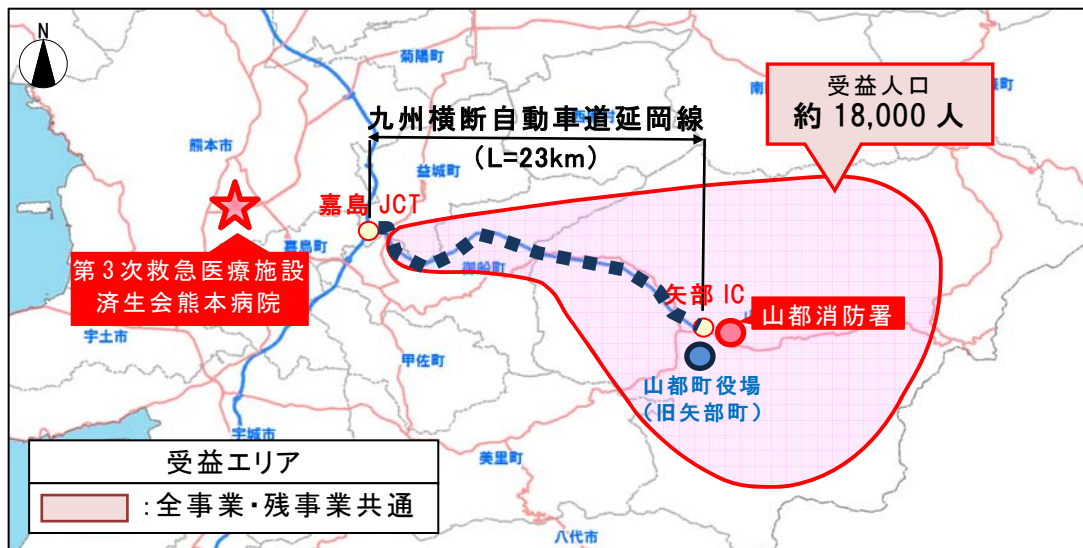 N
菊陽町
南
町
受益人口
約 18,000 人
九州横断自動車道延岡線
(L=23km)
西 村
熊本市
益城町
嘉島 JCT
嘉島町
第3次救急医療施設
済生会熊本病院
御船町
矢部 IC
山都消防署
宇土市
甲佐町
山都町役場
(旧矢部町)
宇城市
美里町
受益エリア
:全事業・残事業共通
八代市